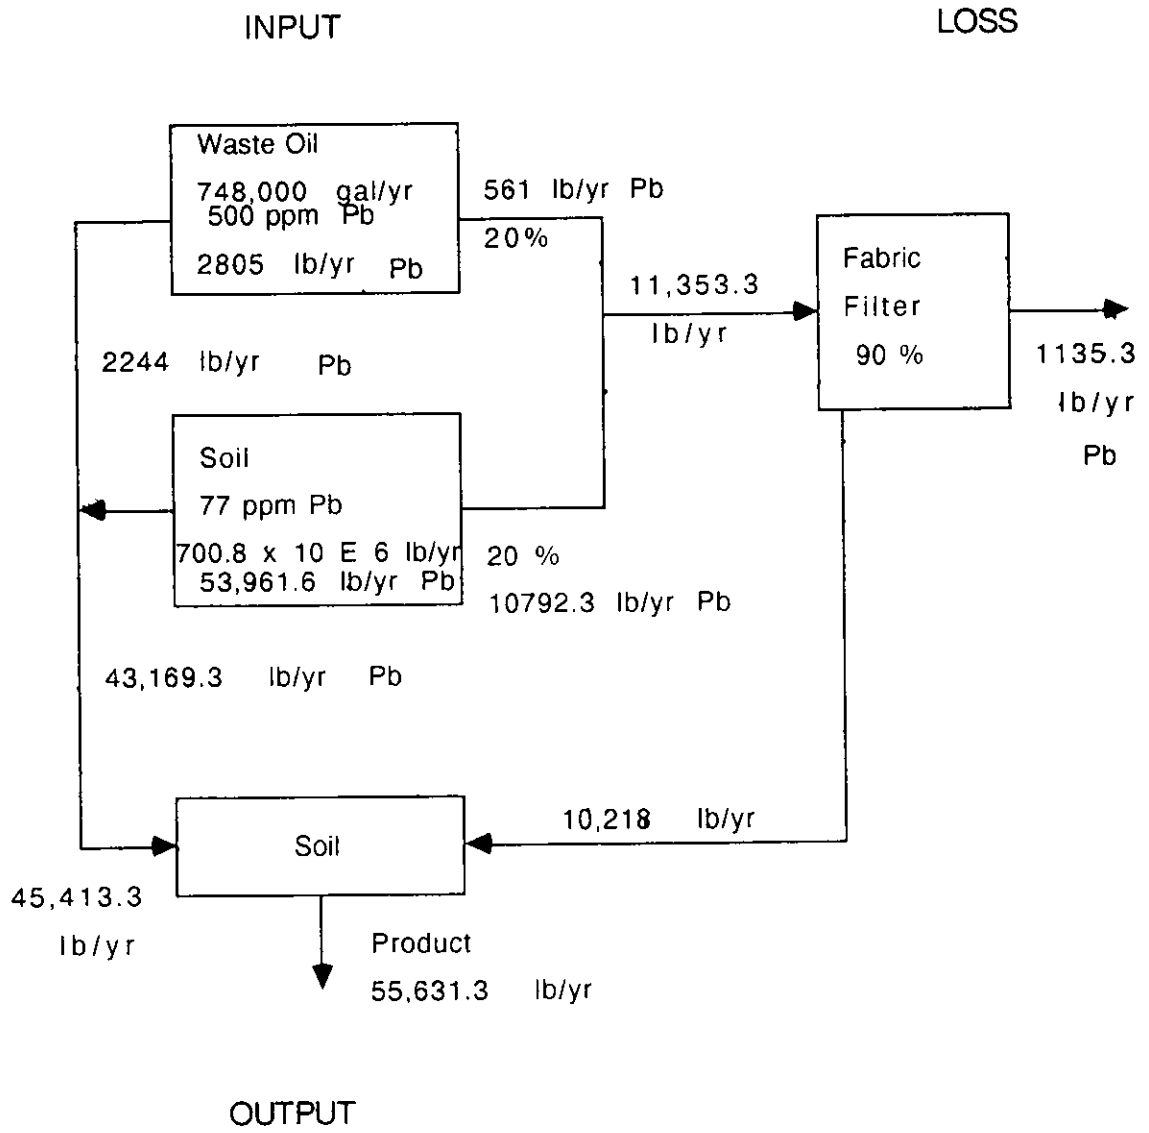 INPUT
LOSS
Waste Oil
748,000 gal/yr
500 ppm Pb
2805 lb/yr Pb
561 lb/yr Pb
20%
11,353.3
lb/yr
Fabric
Filter
90 %
1135.3
lb/yr
Pb
2244 lb/yr Pb
Soil
77 ppm Pb
700.8 x 10 E 6 lb/yr
53,961.6 lb/yr Pb
20 %
10792.3 lb/yr Pb
43,169.3 lb/yr Pb
10,218 lb/yr
Soil
45,413.3
lb/yr
Product
55,631.3 lb/yr
OUTPUT